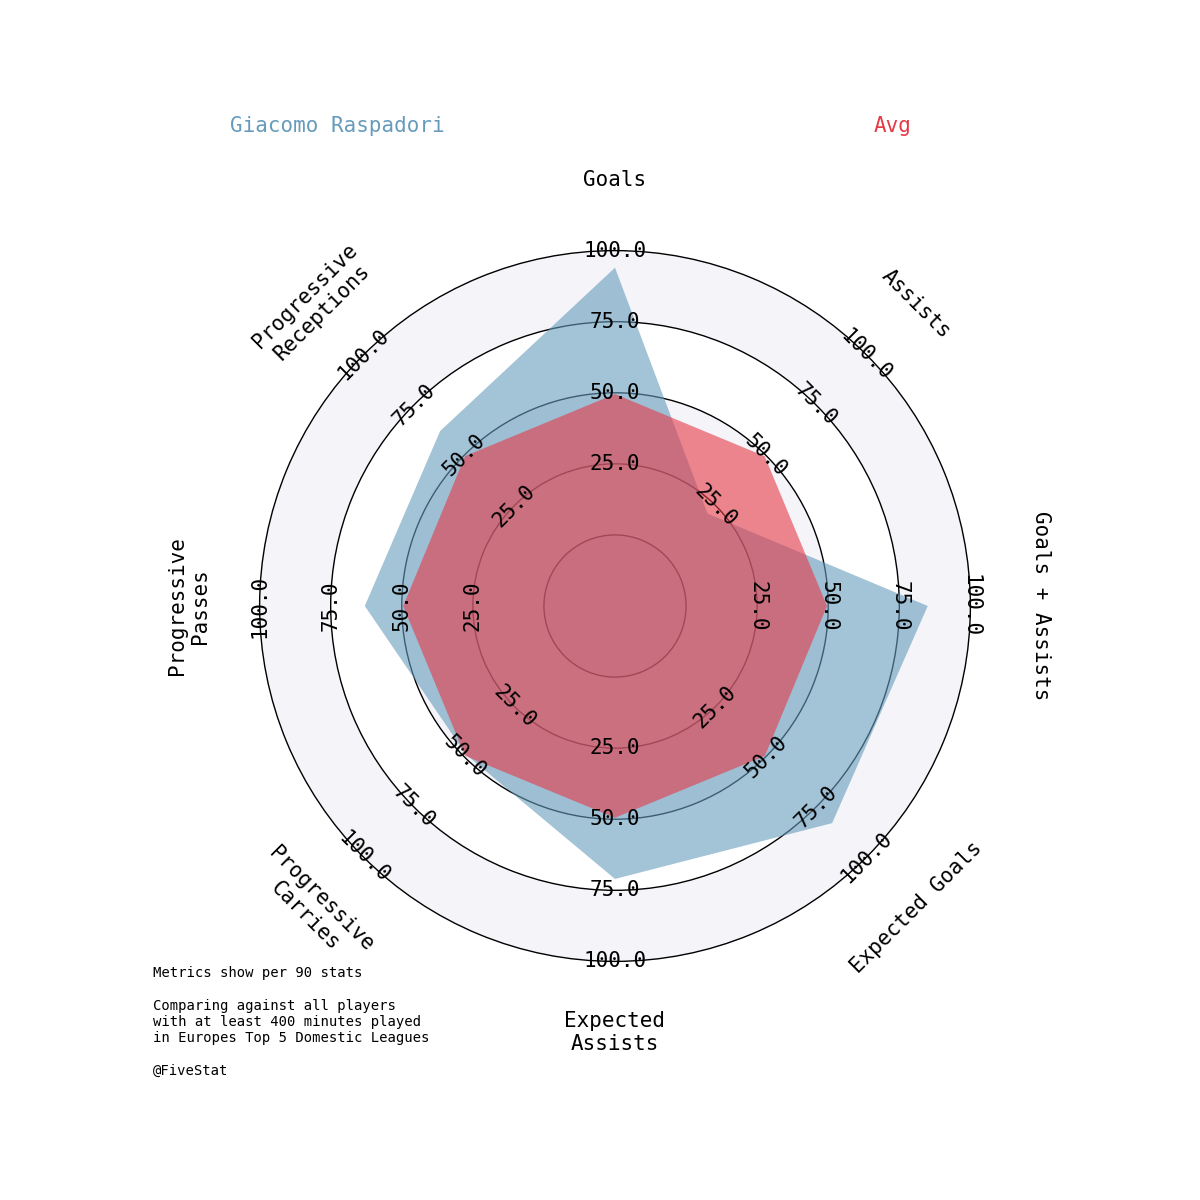 Giacomo Raspadori
Avg
Goals
Progressive
Receptions
Assists
100.0
100.0
100.0
75.0
75.0
75.0
50.0
50.0
50.0
25.0
25.0
25.0
Progressive
Passes
100.0
75.0
50.0
25.0
25.0
50.0
75.0
100.0
Goals + Assists
25.0
25.0
25.0
50.0
50.0
50.0
75.0
75.0
75.0
100.0
100.0
100.0
Progressive
Carries
Expected Goals
Expected
Assists
Metrics show per 90 stats
Comparing against all players
with at least 400 minutes played
in Europes Top 5 Domestic Leagues
@FiveStat